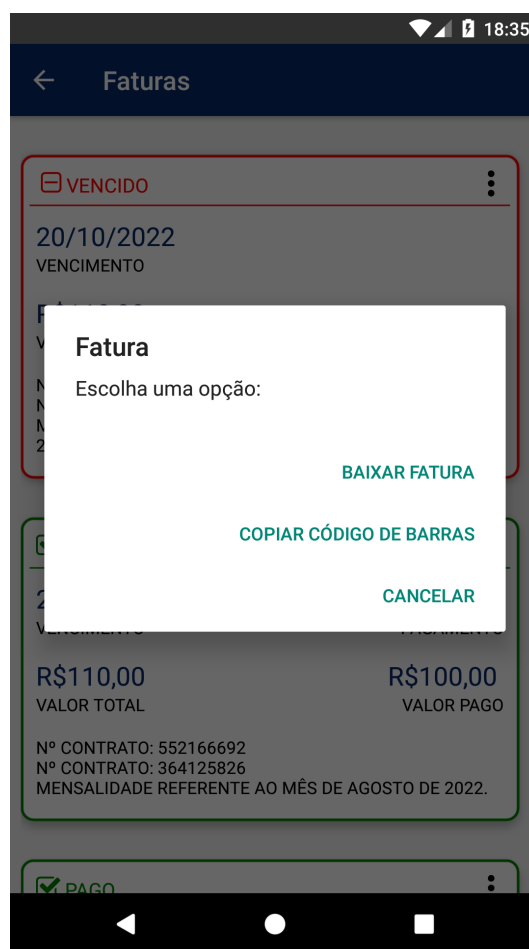 18:35
Faturas
VENCIDO
20/10/2022
VENCIMENTO
Fatura
Escolha uma opção:
BAIXAR FATURA
COPIAR CÓDIGO DE BARRAS
CANCELAR
R$110,00 R$100,00
VALOR TOTAL VALOR PAGO
Nº CONTRATO: 552166692
Nº CONTRATO: 364125826
MENSALIDADE REFERENTE AO MÊS DE AGOSTO DE 2022.
PAGO